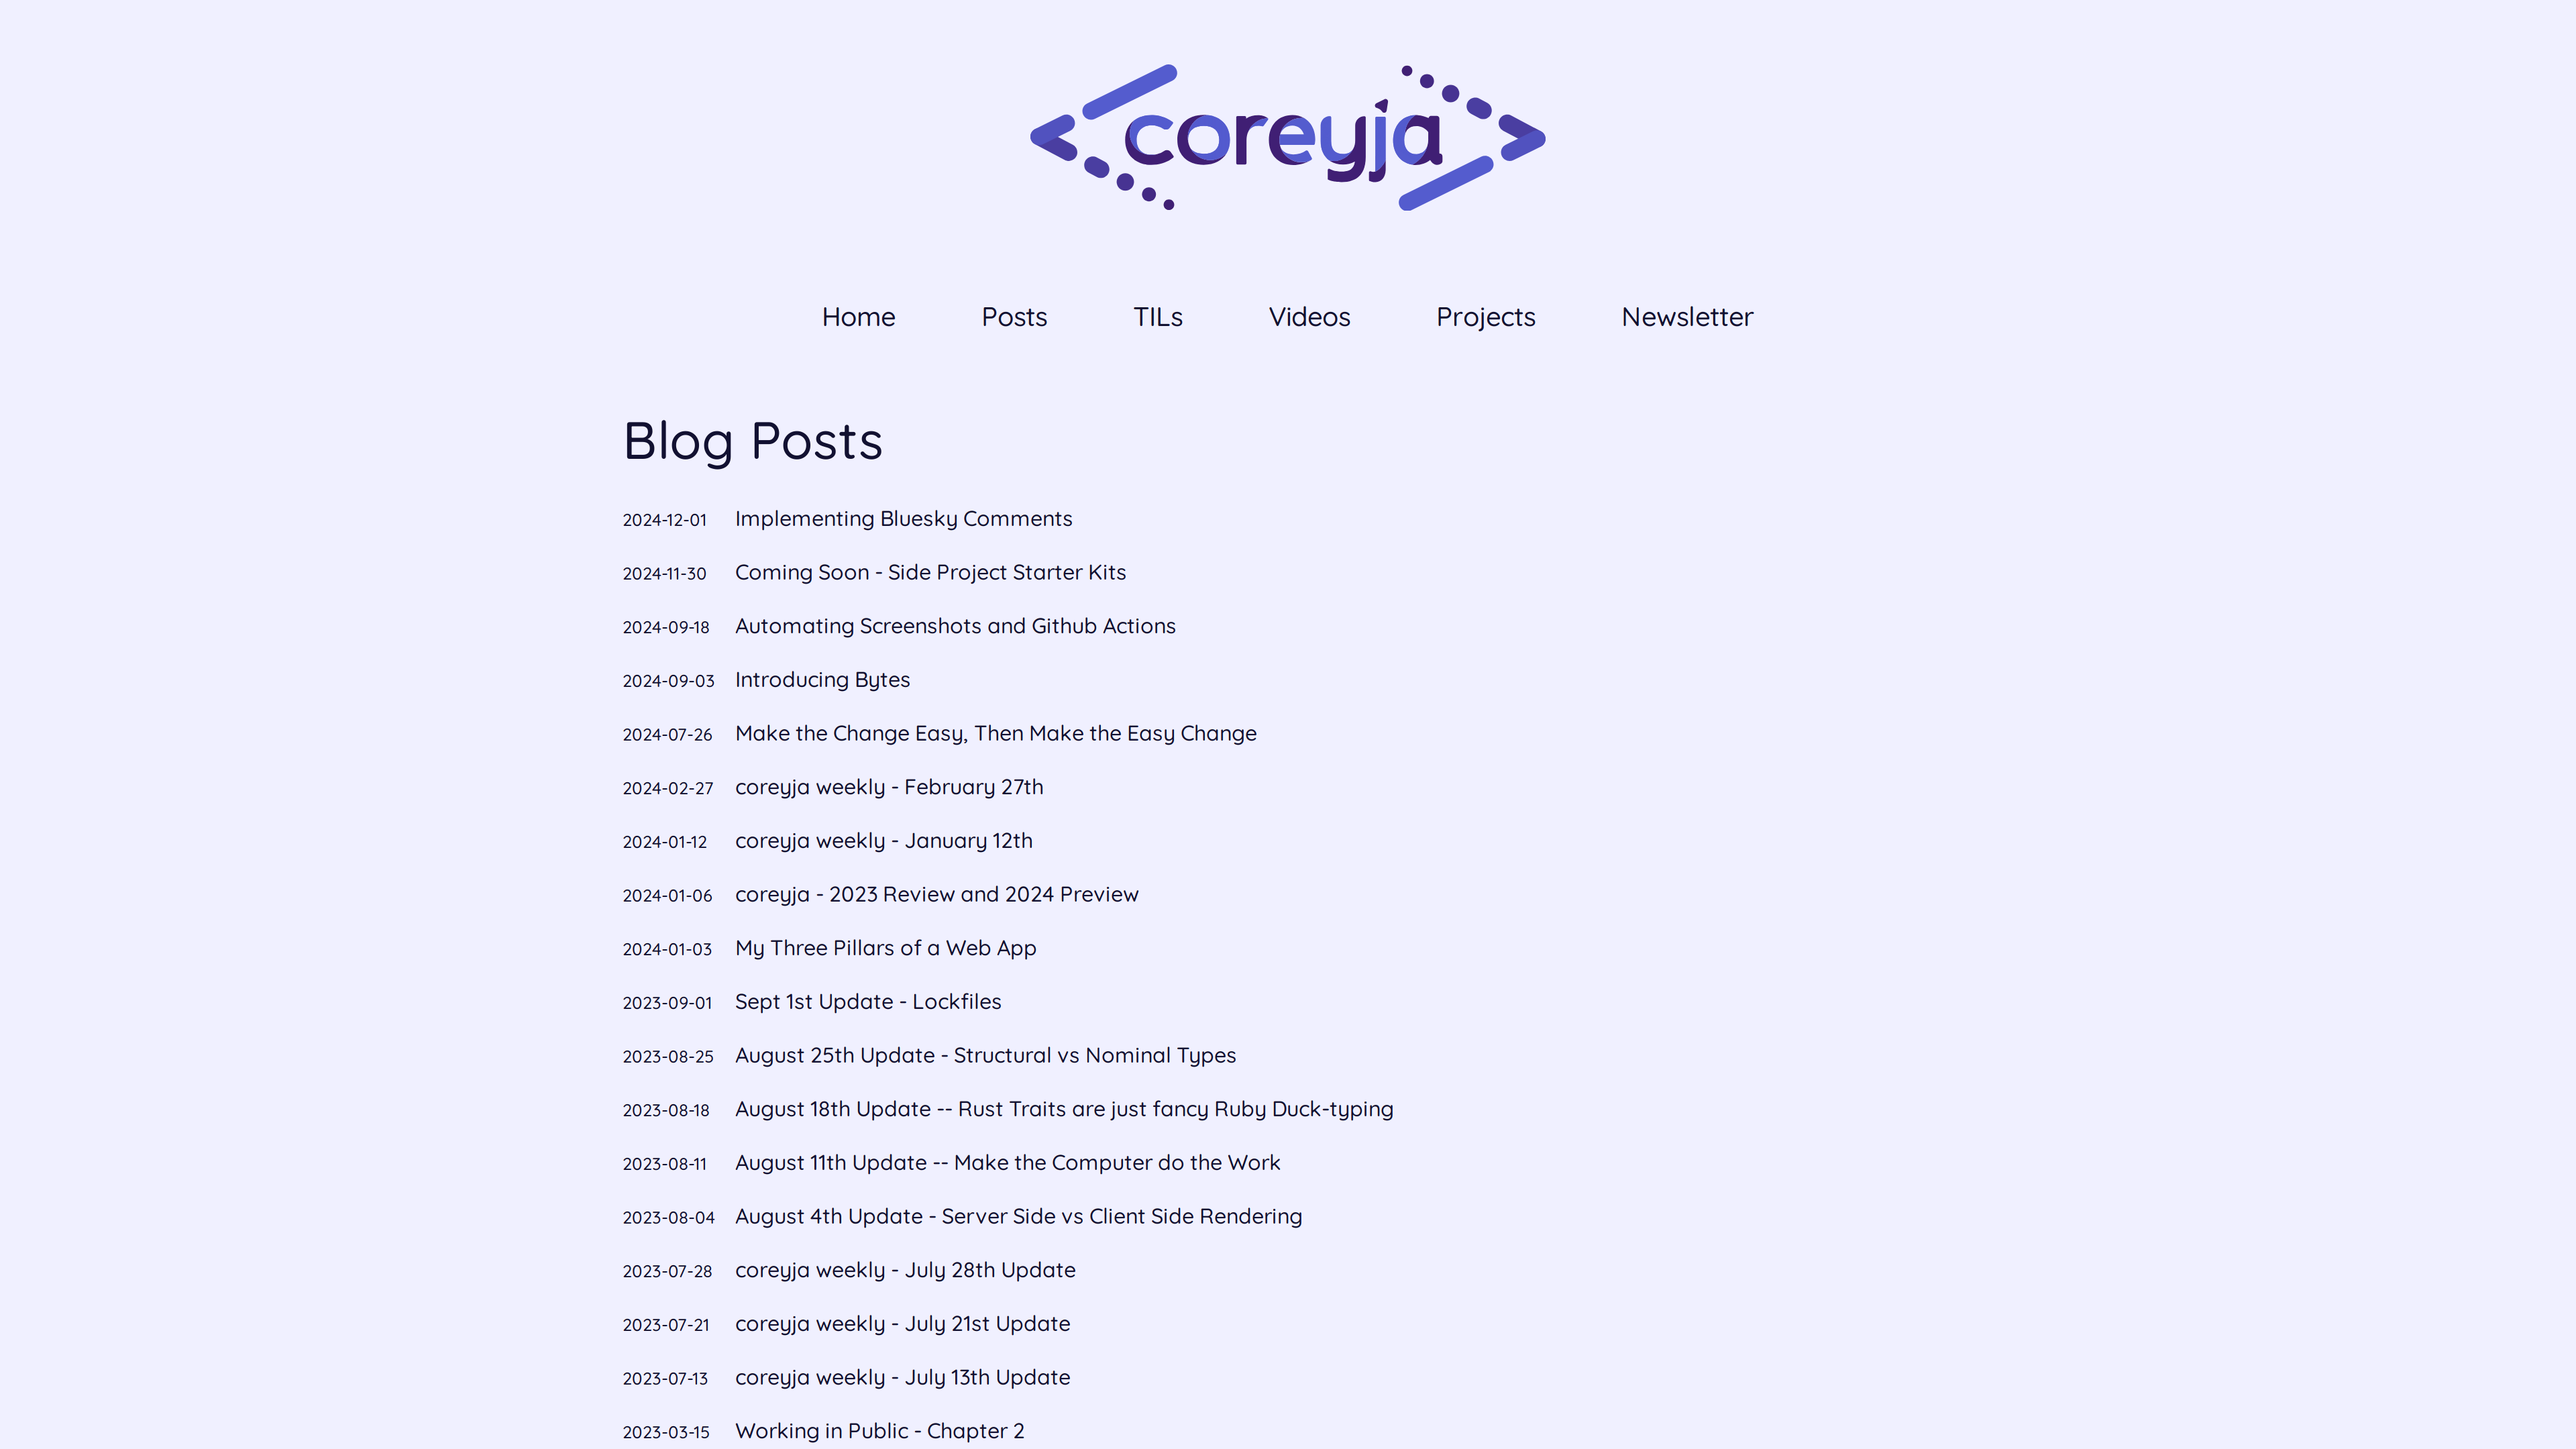 coreyja
Home Posts TILs Videos Projects Newsletter
Blog Posts
2024-12-01 Implementing Bluesky Comments
2024-11-30 Coming Soon - Side Project Starter Kits
2024-09-18 Automating Screenshots and Github Actions
2024-09-03 Introducing Bytes
2024-07-26 Make the Change Easy, Then Make the Easy Change
2024-02-27 coreyja weekly - February 27th
2024-01-12 coreyja weekly - January 12th
2024-01-06 coreyja - 2023 Review and 2024 Preview
2024-01-03 My Three Pillars of a Web App
2023-09-01 Sept 1st Update - Lockfiles
2023-08-25 August 25th Update - Structural vs Nominal Types
2023-08-18 August 18th Update -- Rust Traits are just fancy Ruby Duck-typing
2023-08-11 August 11th Update -- Make the Computer do the Work
2023-08-04 August 4th Update - Server Side vs Client Side Rendering
2023-07-28 coreyja weekly - July 28th Update
2023-07-21 coreyja weekly - July 21st Update
2023-07-13 coreyja weekly - July 13th Update
2023-03-15 Working in Public - Chapter 2